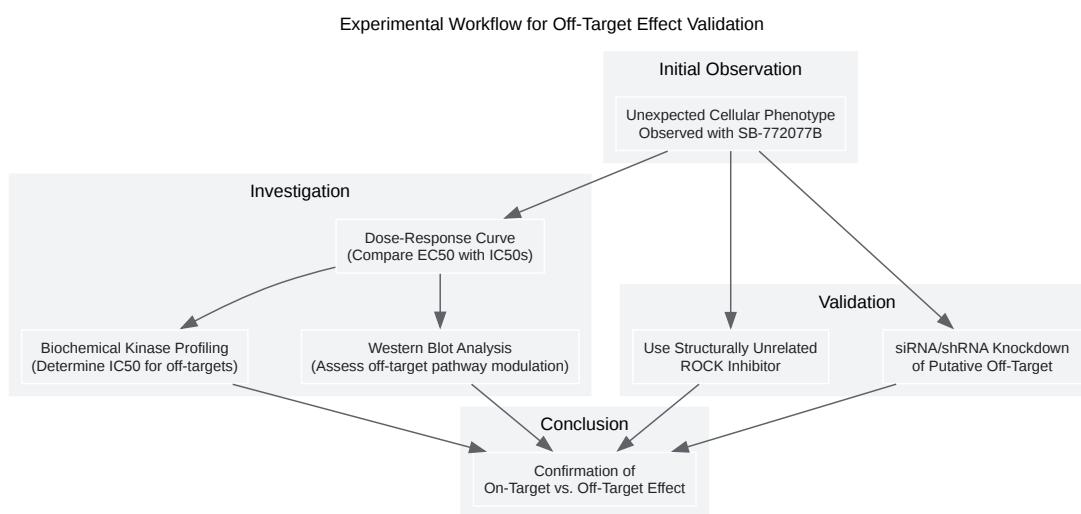 Experimental Workflow for Off-Target Effect Validation
Initial Observation
Unexpected Cellular Phenotype
Observed with SB-772077B
Investigation
Dose-Response Curve
(Compare EC50 with IC50s)
Validation
Biochemical Kinase Profiling
(Determine IC50 for off-targets)
Western Blot Analysis
(Assess off-target pathway modulation)
Use Structurally Unrelated
ROCK Inhibitor
siRNA/shRNA Knockdown
of Putative Off-Target
Conclusion
Confirmation of
On-Target vs. Off-Target Effect